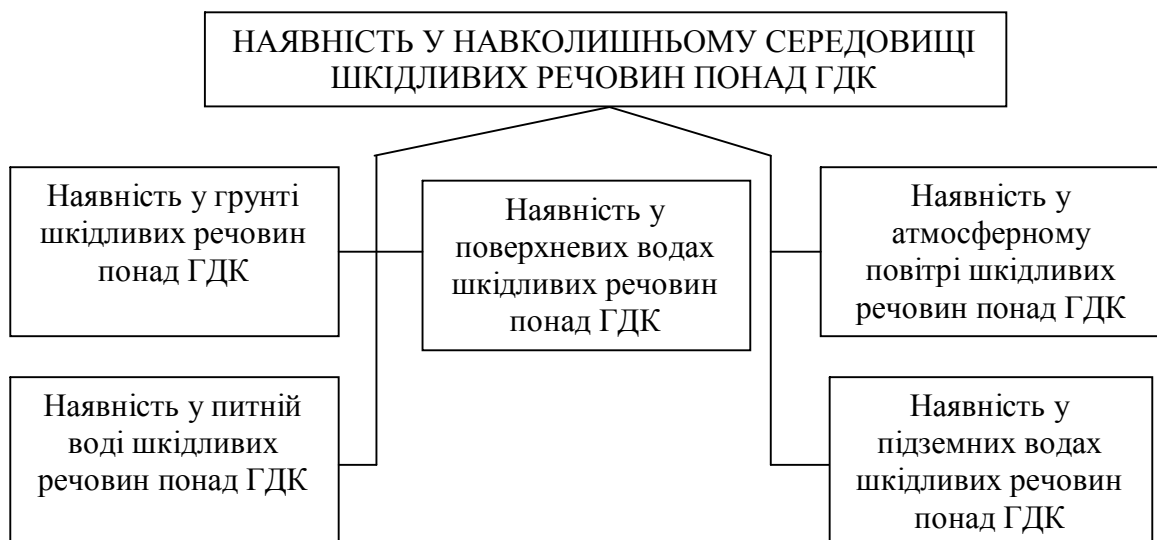 НАЯВНІСТЬ У НАВКОЛИШНЬОМУ СЕРЕДОВИЩІ
ШКІДЛИВИХ РЕЧОВИН ПОНАД ГДК
Наявність у грунті
шкідливих речовин
понад ГДК
Наявність у
поверхневих водах
шкідливих речовин
понад ГДК
Наявність у
атмосферному
повітрі шкідливих
речовин понад ГДК
Наявність у питній
воді шкідливих
речовин понад ГДК
Наявність у
підземних водах
шкідливих речовин
понад ГДК